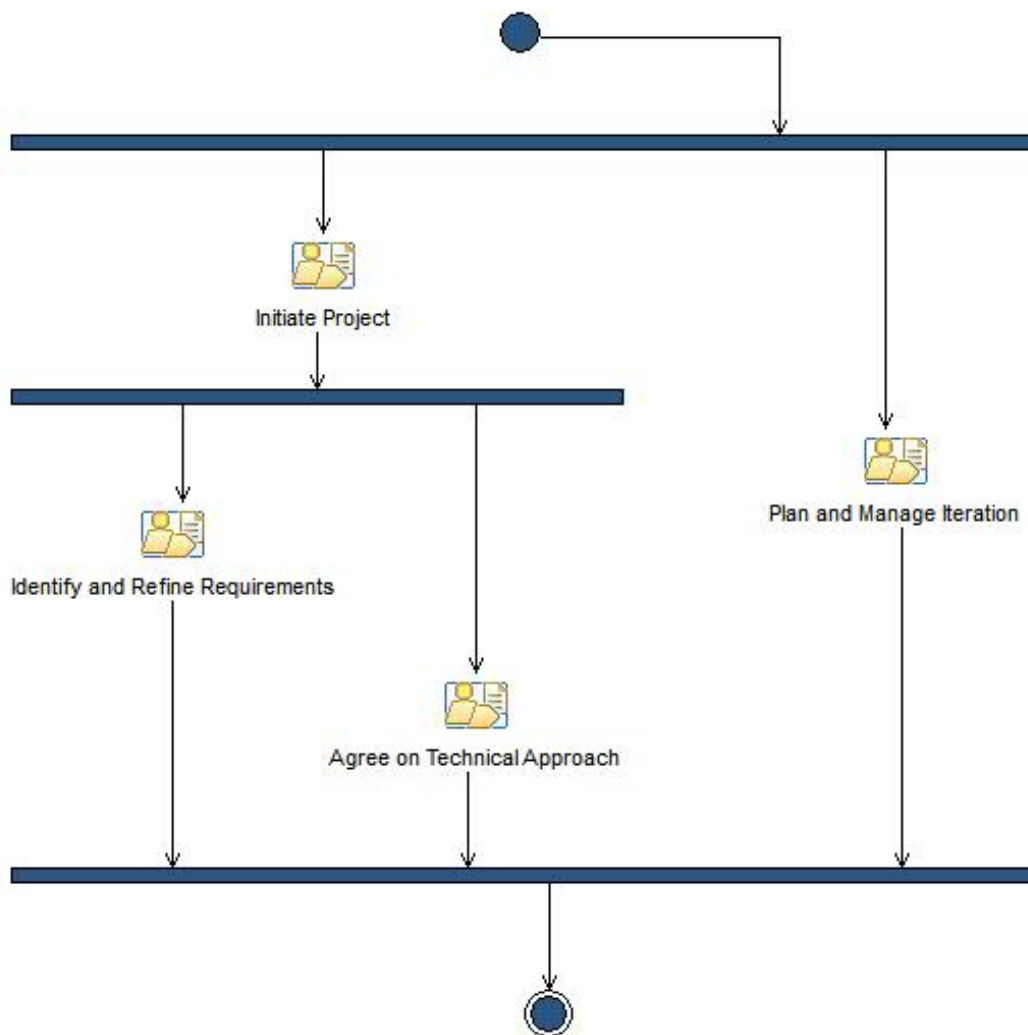 Initiate Project
Plan and Manage Iteration
Identify and Refine Requirements
Agree on Technical Approach